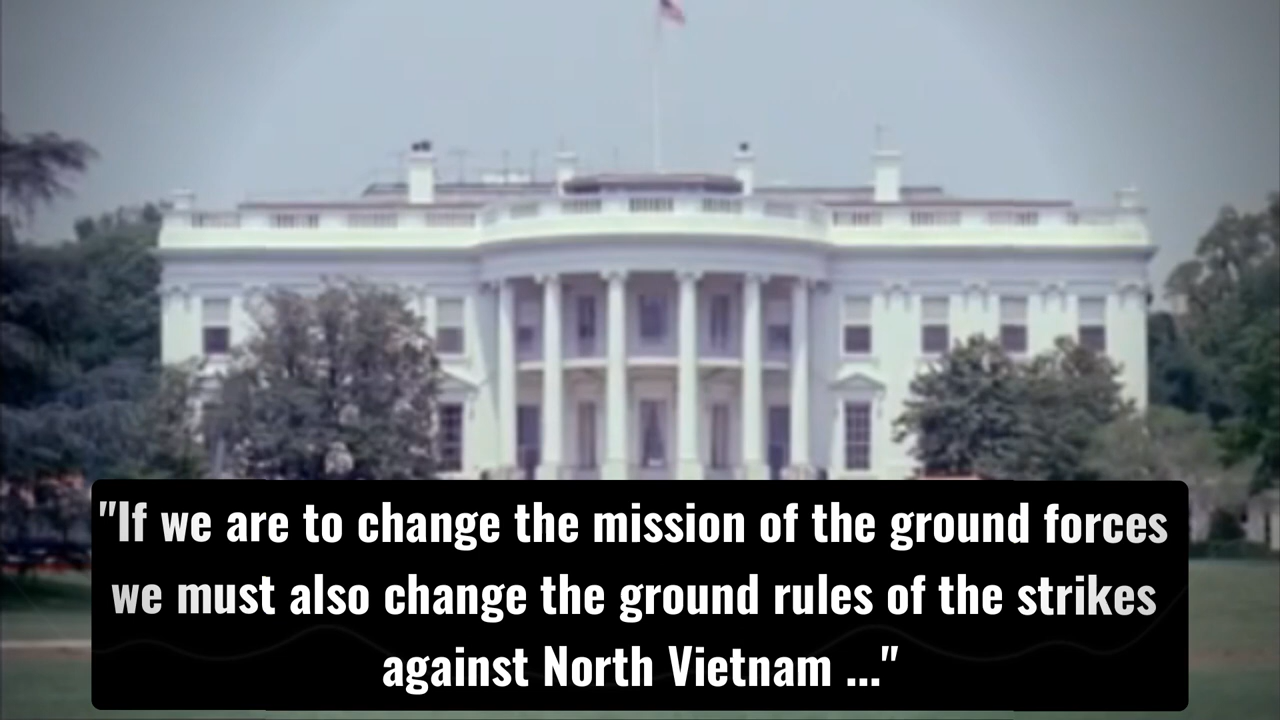 "If we are to change the mission of the ground forces
we must also change the ground rules of the strikes
against North Vietnam ..."